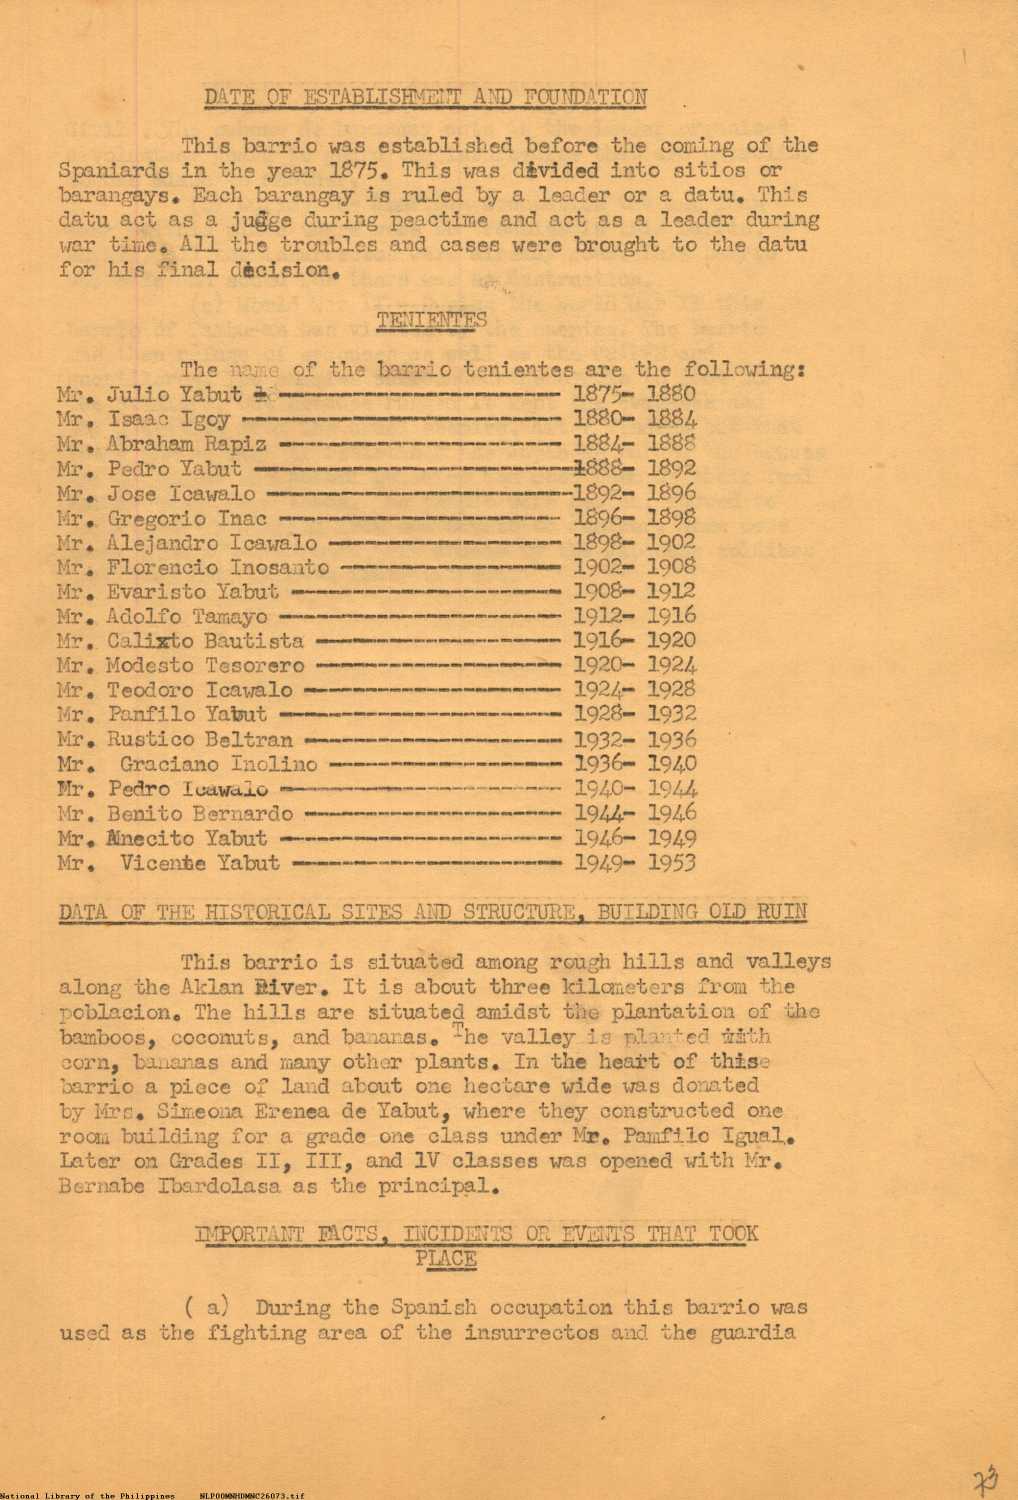 DATE OF ESTABLISHMENT AND FOUNDATION
This barrio was established before the coming of the
Spaniards in the year 1875. This was divided into sitios or
barangays. Each barangay is ruled by a leader or a datu. This
datu act as a judge during peactime and act as a leader during
war time. All the troubles and cases were brought to the datu
for his final decision.
TENIENTES
The name of the barrio tenientes are the following:
Mr. Julio Yabut ------------------------ 1875- 1880
Mr. Isaac Igoy -------------------------- 1880- 1884
Mr. Abraham Rapiz ----------------------- 1884- 1888
Mr. Pedro Yabut -------------------------1888- 1892
Mr. Jose Icawalo ------------------------1892- 1896
Mr. Gregorio Inac ----------------------- 1896- 1898
Mr. Alejandro Icawalo ------------------- 1898- 1902
Mr. Florencio Inosanto ------------------ 1902- 1908
Mr. Evaristo Yabut ---------------------- 1908- 1912
Mr. Adolfo Tamayo ----------------------- 1912- 1916
Mr. Calixto Bautista -------------------- 1916- 1920
Mr. Modesto Tesorero -------------------- 1920- 1924
Mr. Teodoro Icawalo --------------------- 1924- 1928
Mr. Panfilo Yabut ----------------------- 1928- 1932
Mr. Rustico Beltran --------------------- 1932- 1936
Mr. Graciano Inolino ------------------- 1936- 1940
Mr. Pedro Icawalo ----------------------- 1940- 1944
Mr. Benito Bernardo --------------------- 1944- 1946
Mr. Anecito Yabut ----------------------- 1946- 1949
Mr. Vicente Yabut ---------------------- 1949- 1953
DATA OF THE HISTORICAL SITES AND STRUCTURE, BUILDING OLD RUIN
This barrio is situated among rough hills and valleys
along the Aklan River. It is about three kilometers from the
poblacion. The hills are situated amidst the plantation of the
bamboos, coconuts, and bananas. The valley is planted with
corn, bananas and many other plants. In the heart of thise
barrio a piece of land about one hectare wide was donated
by Mrs. Simeona Erenea de Yabut, where they constructed one
room building for a grade one class under Mr. Pamfilo Igual.
Later on Grades II, III, and 1V classes was opened with Mr.
Bernabe Ibardolasa as the principal.
IMPORTANT FACTS, INCIDENTS OR EVENTS THAT TOOK
PLACE
( a) During the Spanish occupation this barrio was
used as the fighting area of the insurrectos and the guardia
73
National Library of the Philippines NLPOOMNHDMNC26073.tif